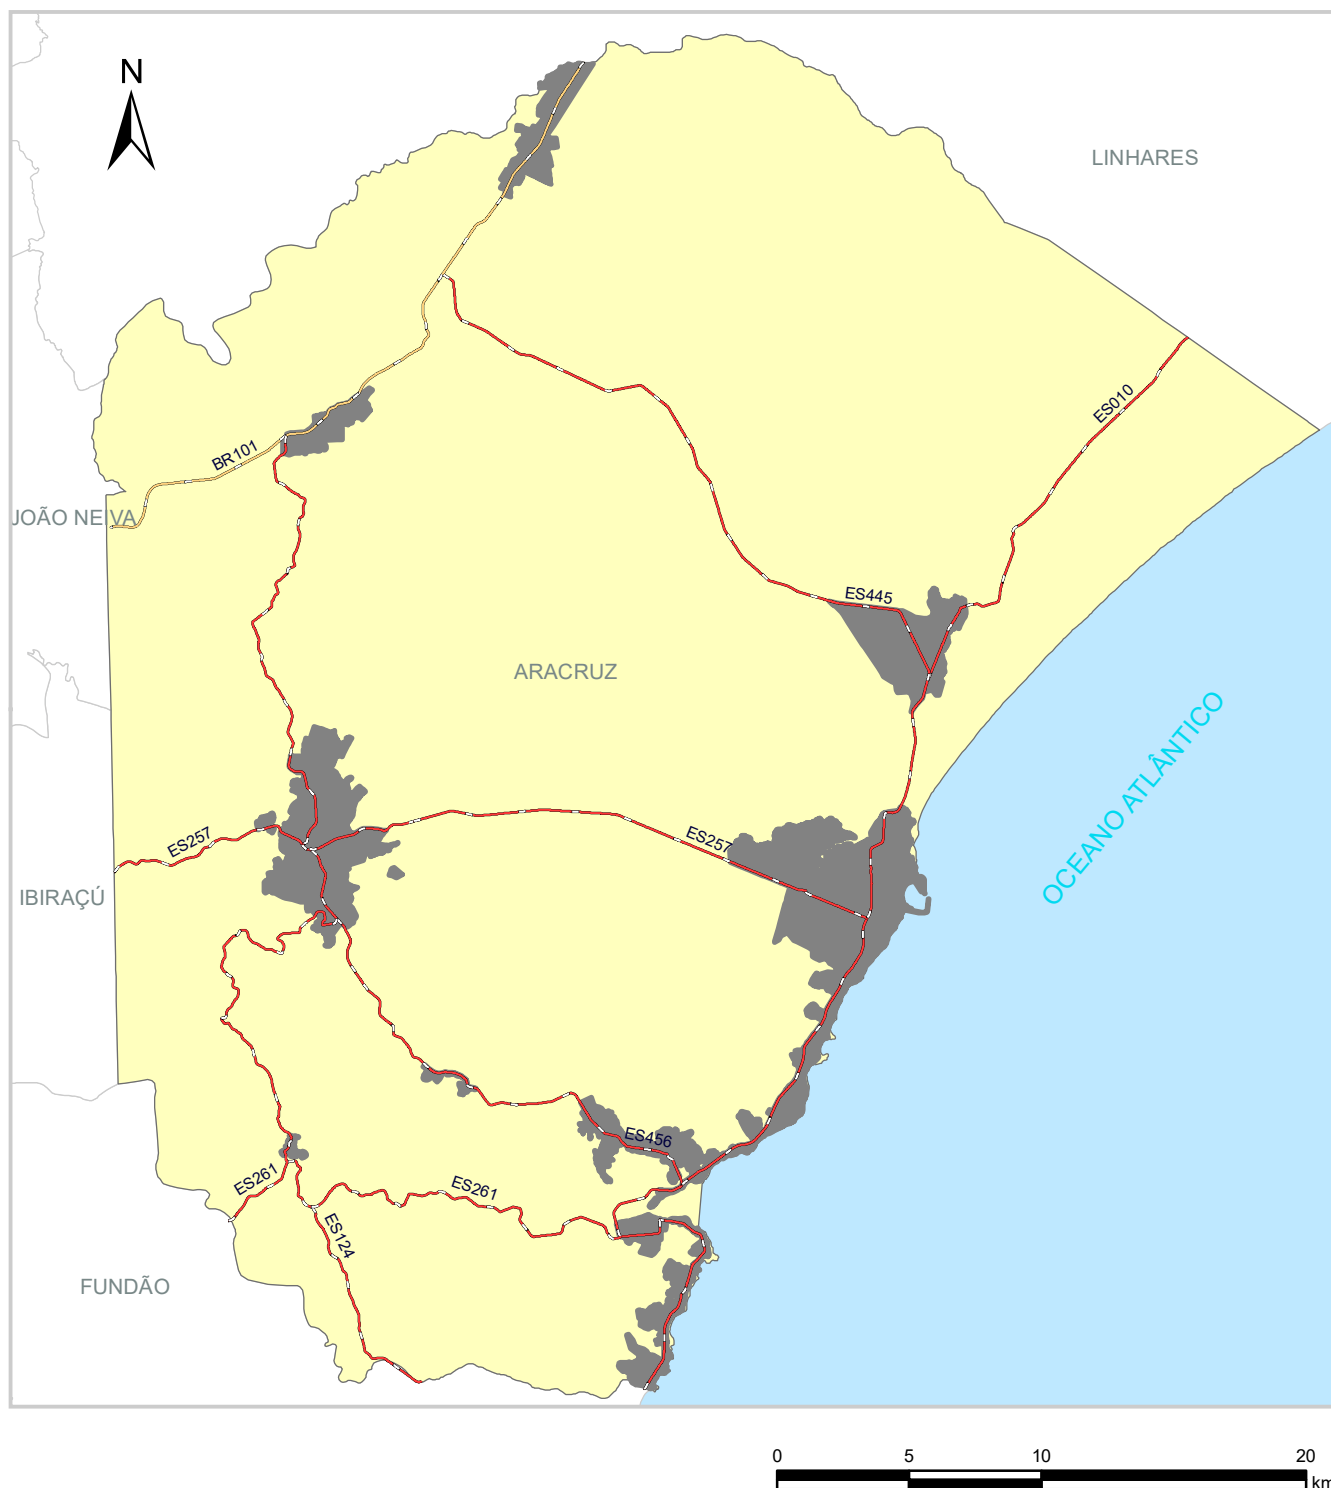 N
LINHARES
ES010
BR101
JOÃO NEIVA
ES445
ARACRUZ
OCEANO ATLÂNTICO
ES257
ES257
IBIRAÇÚ
ES456
ES261
ES261
ES124
FUNDÃO
0 5 10 20
km